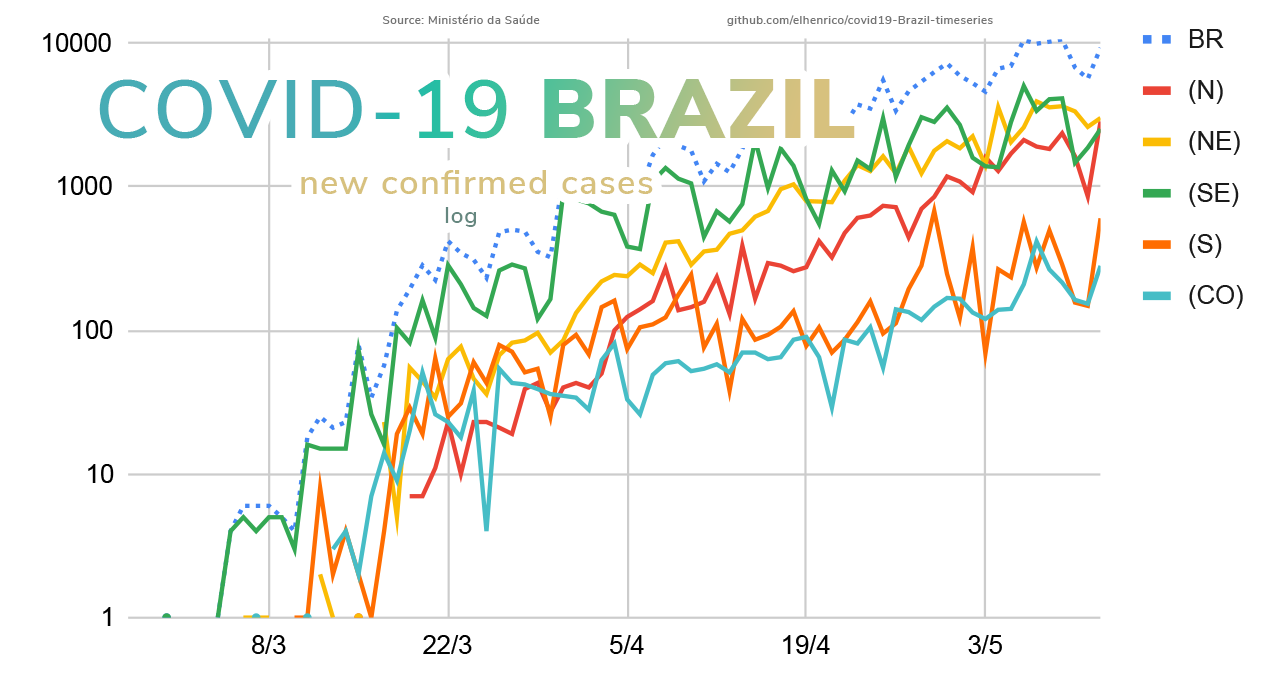 Source: Ministério da Saúde
github.com/elhenrico/covid19-Brazil-timeseries
COVID-19 BRAZIL
new confirmed cases
log
10000
1000
100
10
1
8/3
22/3
5/4
19/4
3/5
BR
(N)
(NE)
(SE)
(S)
(CO)